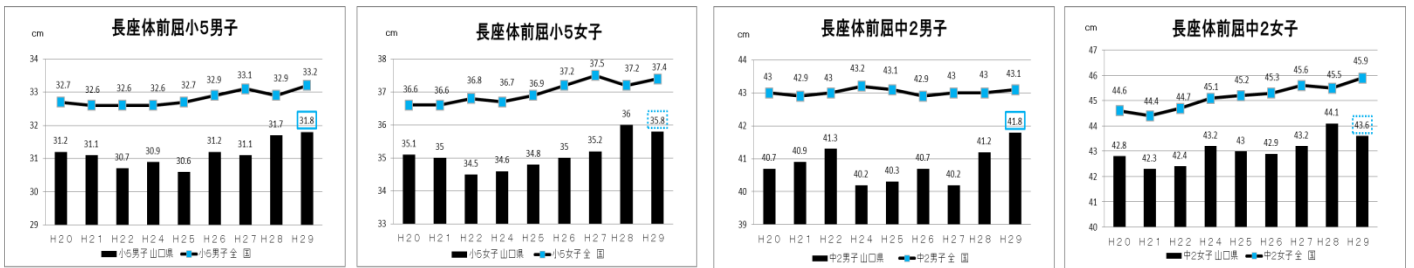 長座体前屈小5男子
cm
34
33
32
31
30
29
32.7 32.6 32.6 32.6 32.7 32.9 33.1 32.9 33.2
31.2 31.1 30.7 30.9 30.6 31.2 31.1 31.7 31.8
H20 H21 H22 H24 H25 H26 H27 H28 H29
小5男子山口県 小5男子全 国
長座体前屈小5女子
cm
38
37
36
35
34
33
36.6 36.6 36.8 36.7 36.9 37.2 37.5 37.2 37.4
35.1 35 34.5 34.6 34.8 35 35.2 36 35.8
H20 H21 H22 H24 H25 H26 H27 H28 H29
小5女子山口県 小5女子全 国
長座体前屈中2男子
cm
44
43
42
41
40
39
43 42.9 43 43.2 43.1 42.9 43 43 43.1
40.7 40.9 41.3 40.2 40.3 40.7 40.2 41.2 41.8
H20 H21 H22 H24 H25 H26 H27 H28 H29
中2男子山口県 中2男子全 国
長座体前屈中2女子
cm
47
46
45
44
43
42
41
40
44.6 44.4 44.7 45.1 45.2 45.3 45.6 45.5 45.9
42.8 42.3 42.4 43.2 43 42.9 43.2 44.1 43.6
H20 H21 H22 H24 H25 H26 H27 H28 H29
中2女子山口県 中2女子全 国